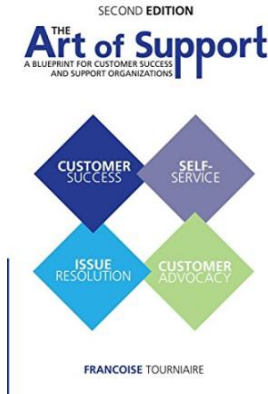 SECOND EDITION
THE
Art of Support
A BLUEPRINT FOR CUSTOMER SUCCESS
AND SUPPORT ORGANIZATIONS
CUSTOMER
SUCCESS
SELF-
SERVICE
ISSUE
RESOLUTION
CUSTOMER
ADVOCACY
FRANCOISE TOURNIAIRE